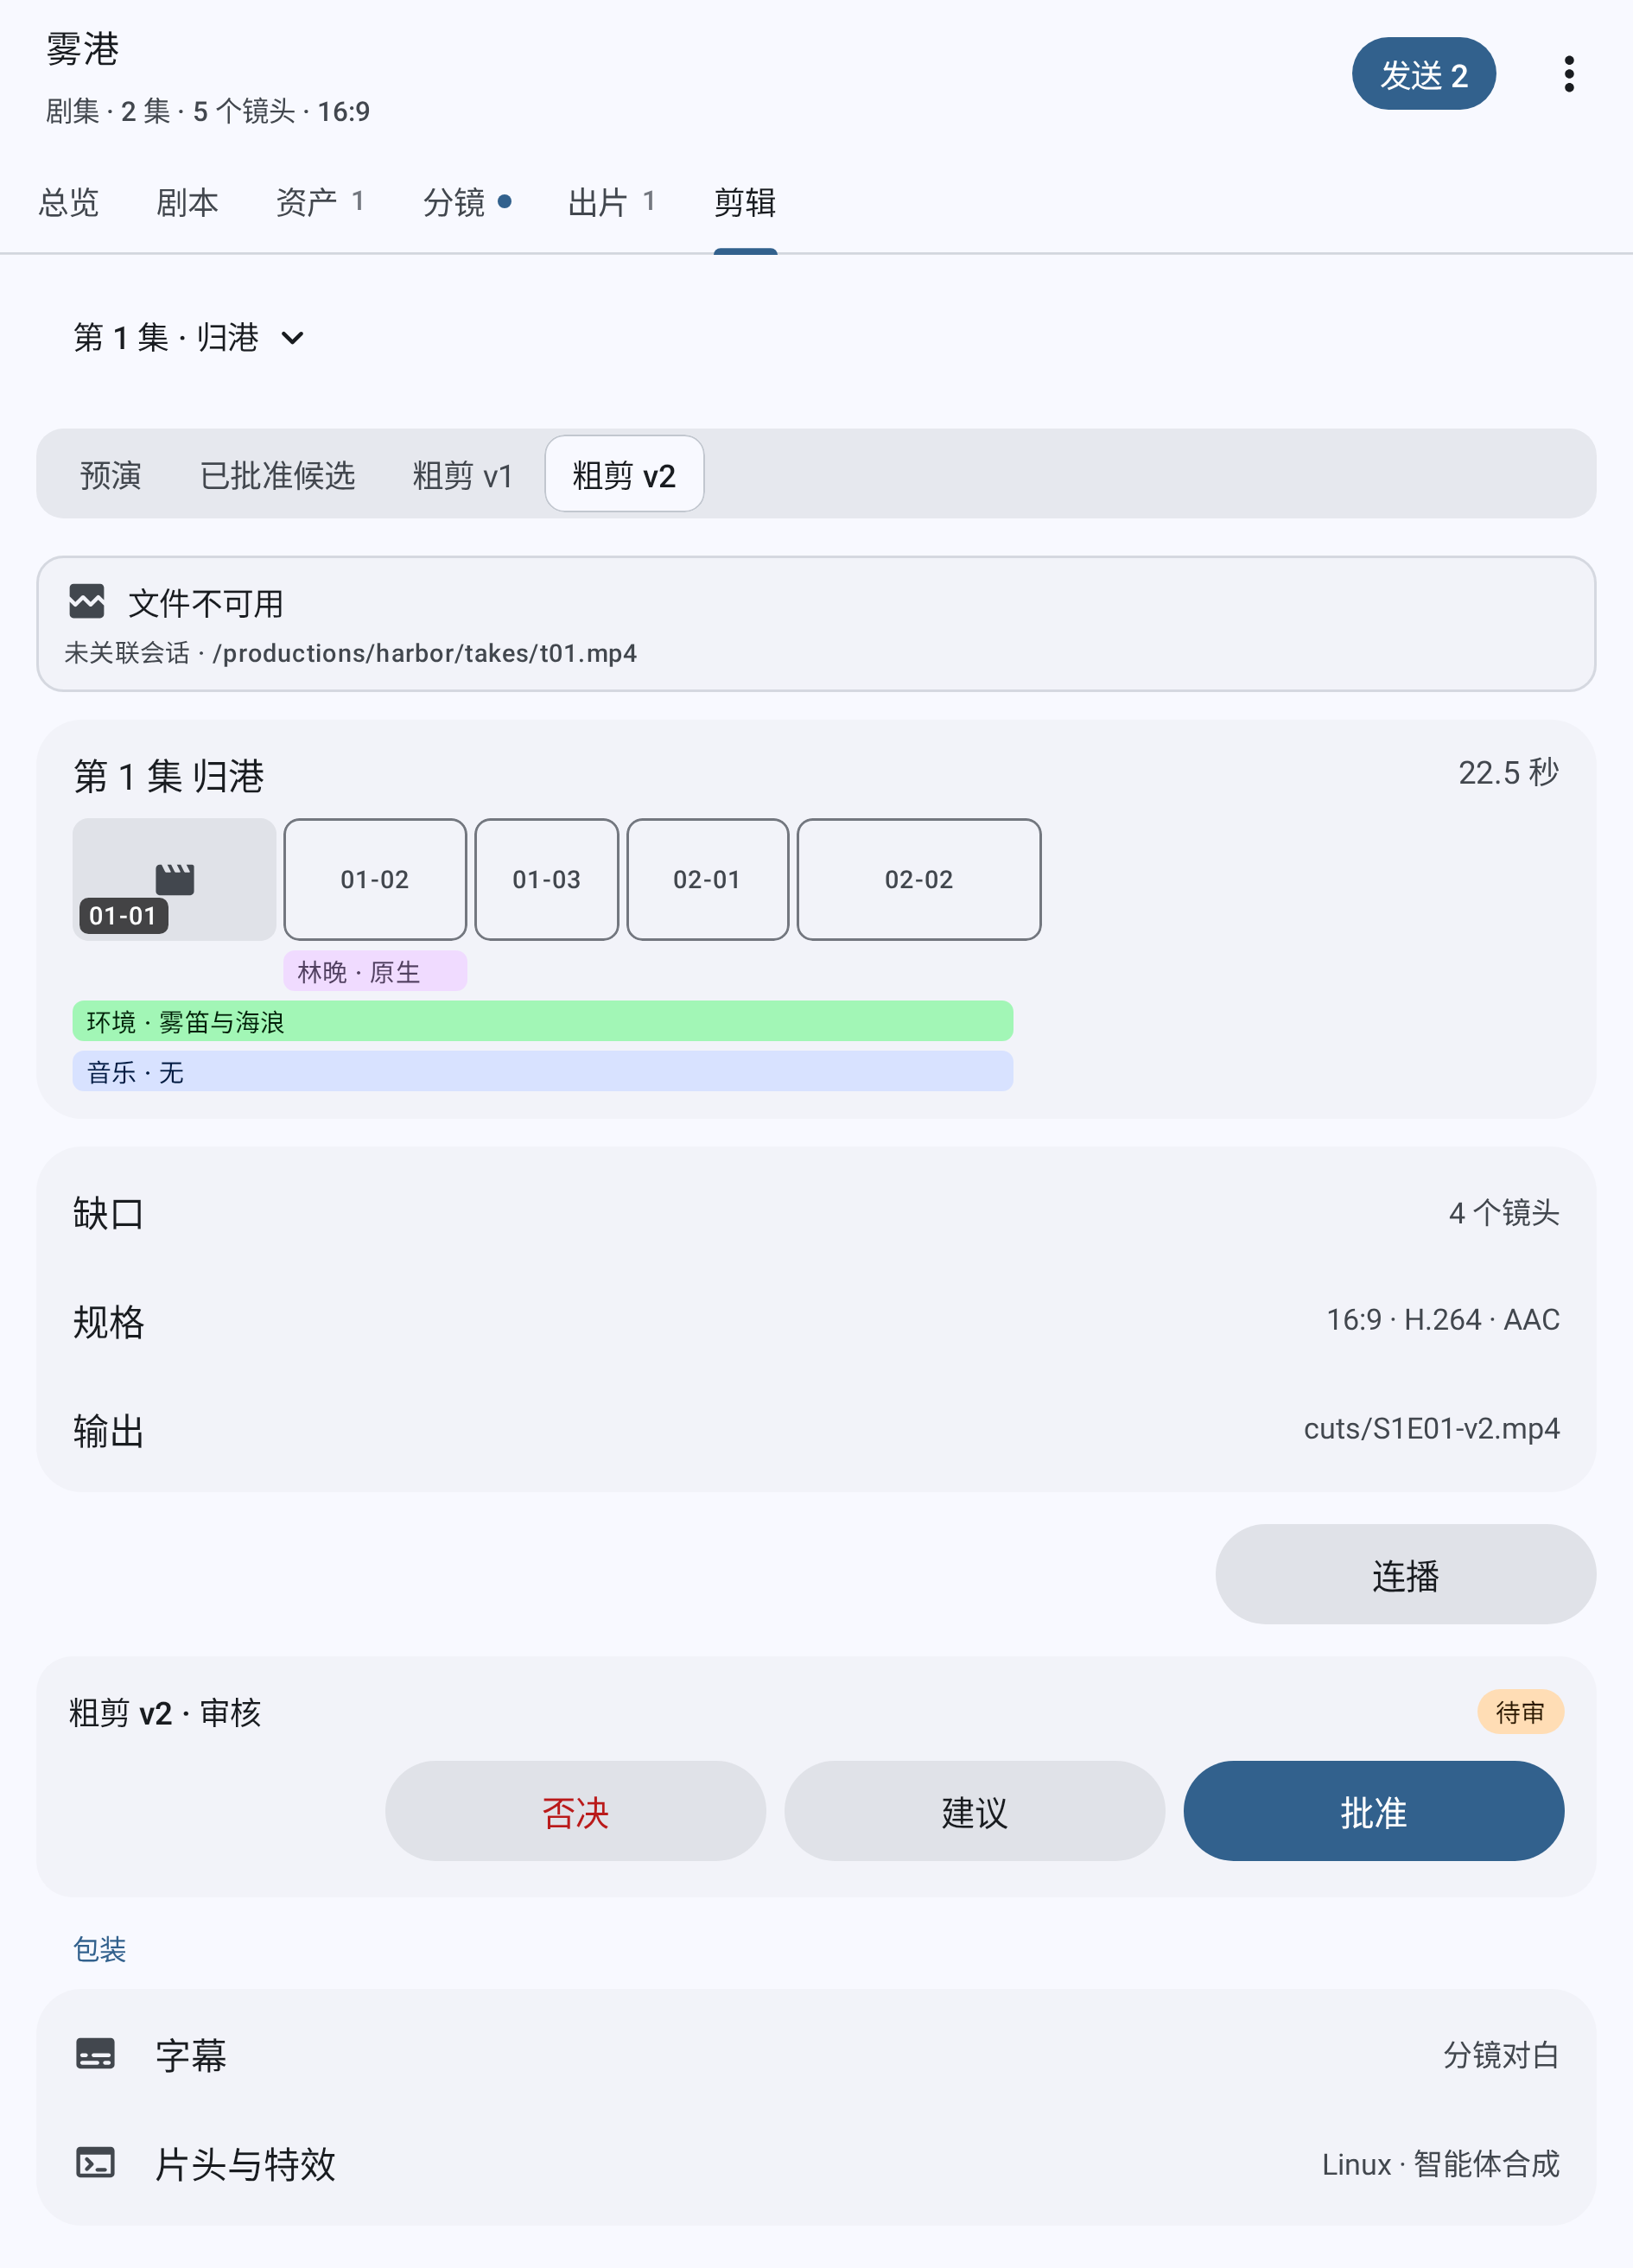 雾港
发送 2
剧集 · 2 集 · 5 个镜头 · 16:9
总览 剧本 资产 1 分镜 出片 1 剪辑
第 1 集 · 归港
预演 已批准候选 粗剪 v1 粗剪 v2
文件不可用
未关联会话 · /productions/harbor/takes/t01.mp4
第 1 集 归港 22.5 秒
01-01 01-02 01-03 02-01 02-02
林晚 · 原生
环境 · 雾笛与海浪
音乐 · 无
缺口 4 个镜头
规格 16:9 · H.264 · AAC
输出 cuts/S1E01-v2.mp4
连播
粗剪 v2 · 审核 待审
否决 建议 批准
包装
字幕 分镜对白
片头与特效 Linux · 智能体合成